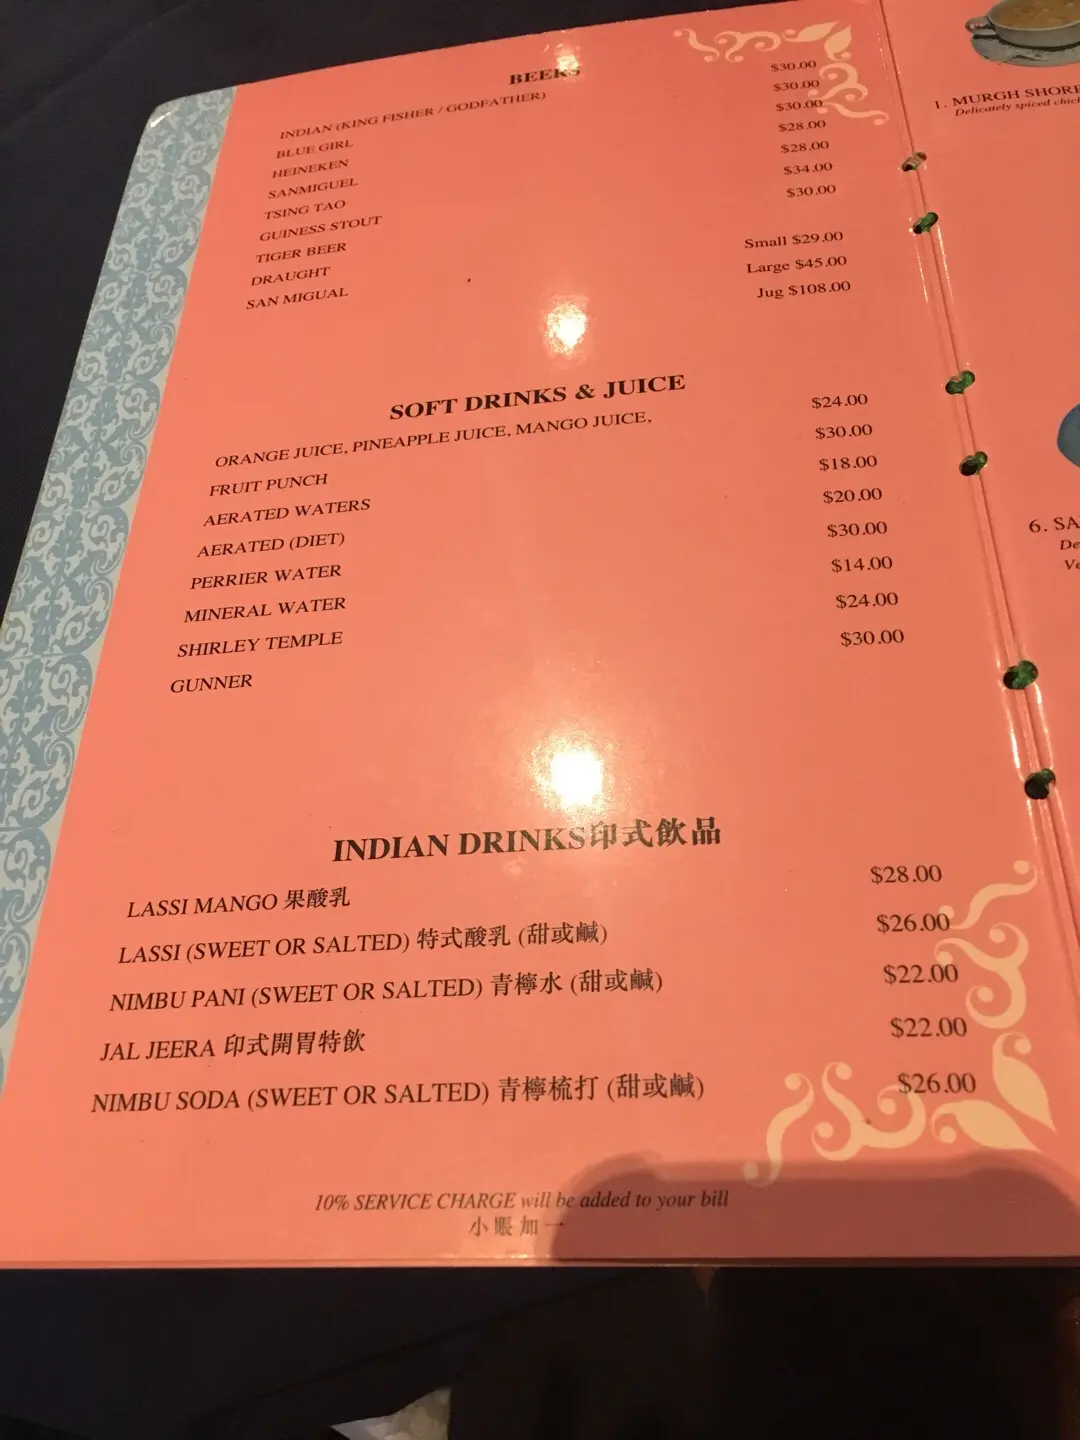 BEERS
INDIAN (KING FISHER / GODFATHER) $30.00
BLUE GIRL $30.00
HEINEKEN $30.00
SANMIGUEL $28.00
TSING TAO $28.00
GUINESS STOUT $34.00
TIGER BEER $30.00
DRAUGHT
SAN MIGUAL Small $29.00
Large $45.00
Jug $108.00
SOFT DRINKS & JUICE
ORANGE JUICE, PINEAPPLE JUICE, MANGO JUICE, $24.00
FRUIT PUNCH $30.00
AERATED WATERS $18.00
AERATED (DIET) $20.00
PERRIER WATER $30.00
MINERAL WATER $14.00
SHIRLEY TEMPLE $24.00
GUNNER $30.00
INDIAN DRINKS印式飲品
LASSI MANGO 果酸乳 $28.00
LASSI (SWEET OR SALTED) 特式酸乳 (甜或鹹) $26.00
NIMBU PANI (SWEET OR SALTED) 青檸水 (甜或鹹) $22.00
JAL JEERA 印式開胃特飲 $22.00
NIMBU SODA (SWEET OR SALTED) 青檸梳打 (甜或鹹) $26.00
10% SERVICE CHARGE will be added to your bill
小賬加一
1. MURGH SHOR
Delicately spiced chic
6. SA
De
Ve